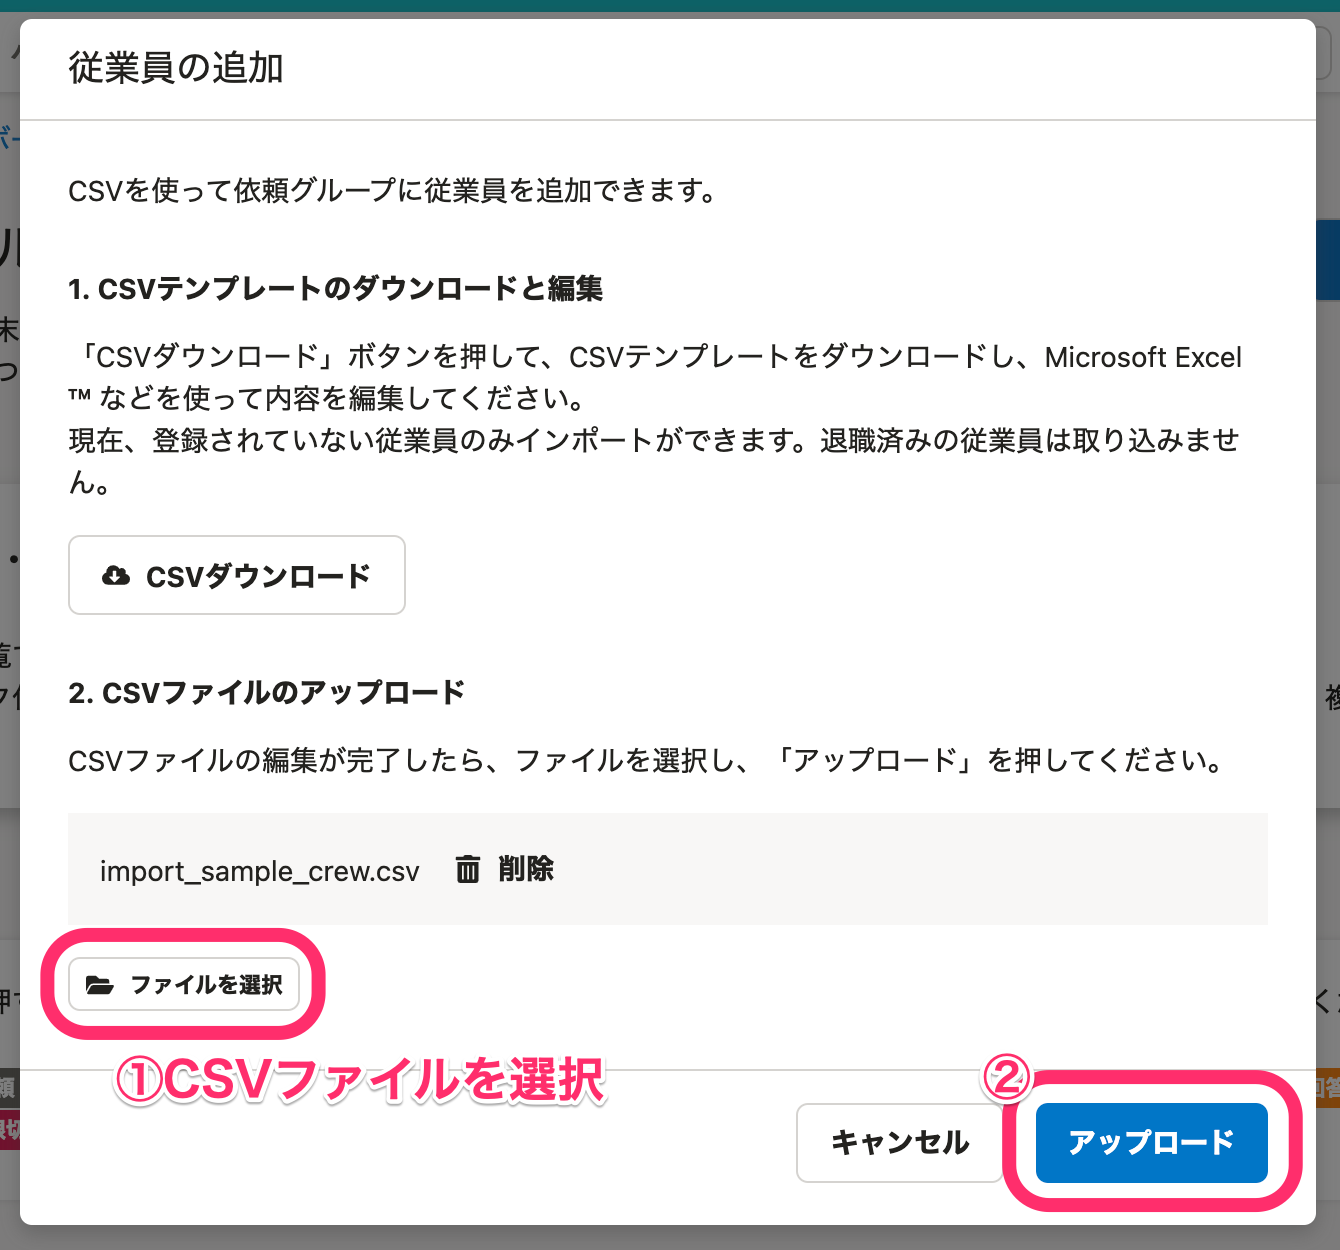 従業員の追加
CSVを使って依頼グループに従業員を追加できます。
1. CSVテンプレートのダウンロードと編集
「CSVダウンロード」ボタンを押して、CSVテンプレートをダウンロードし、Microsoft Excel
™ などを使って内容を編集してください。
現在、登録されていない従業員のみインポートができます。退職済みの従業員は取り込みませ
ん。
CSVダウンロード
2. CSVファイルのアップロード
CSVファイルの編集が完了したら、ファイルを選択し、「アップロード」を押してください。
import_sample_crew.csv 削除
ファイルを選択
①CSVファイルを選択
②
キャンセル アップロード